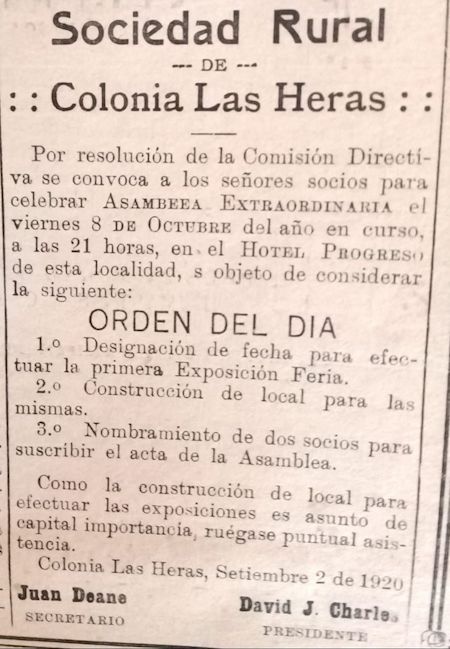 Sociedad Rural
--- DE ---
: : Colonia Las Heras : :
Por resolución de la Comisión Directi-
va se convoca a los señores socios para
celebrar ASAMBEEA EXTRAORDINARIA el
viernes 8 DE OCTUBRE del año en curso,
a las 21 horas, en el HOTEL PROGRESO
de esta localidad, s objeto de considerar
la siguiente:
ORDEN DEL DIA
1.º Designación de fecha para efec-
tuar la primera Exposición Feria.
2.º Construcción de local para las
mismas.
3.º Nombramiento de dos socios para
suscribir el acta de la Asamblea.
Como la construcción de local para
efectuar las exposiciones es asunto de
capital importancia, ruégase puntual asis-
tencia.
Colonia Las Heras, Setiembre 2 de 1920
Juan Deane
SECRETARIO
David J. Charles
PRESIDENTE